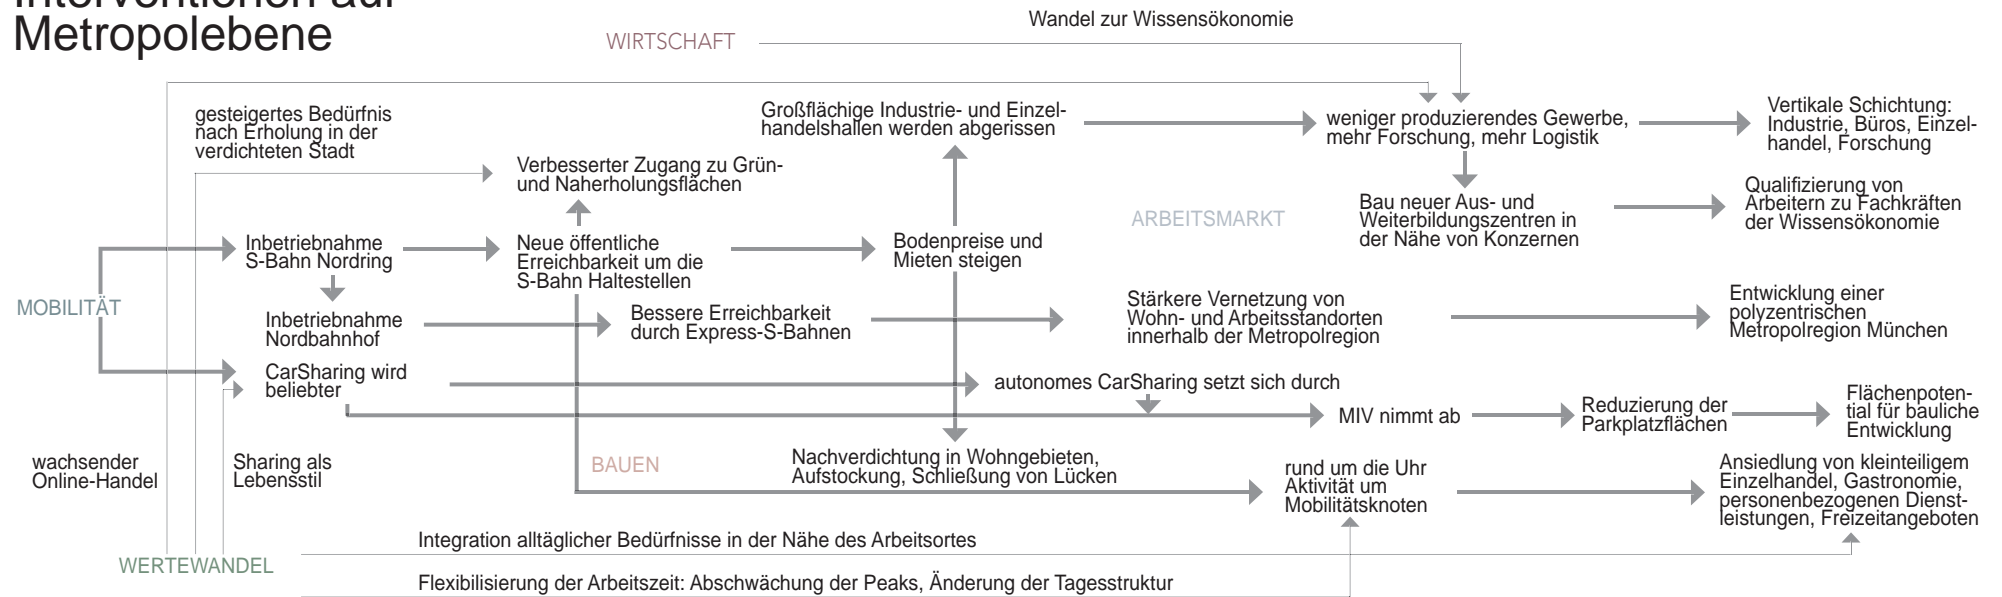 Interventionen auf
Metropolebene
Wandel zur Wissensökonomie
WIRTSCHAFT
gesteigertes Bedürfnis
nach Erholung in der
verdichteten Stadt
Großflächige Industrie- und Einzel-
handelshallen werden abgerissen
weniger produzierendes Gewerbe,
mehr Forschung, mehr Logistik
Vertikale Schichtung:
Industrie, Büros, Einzel-
handel, Forschung
Verbesserter Zugang zu Grün-
und Naherholungsflächen
ARBEITSMARKT
Bau neuer Aus- und
Weiterbildungszentren in
der Nähe von Konzernen
Qualifizierung von
Arbeitern zu Fachkräften
der Wissensökonomie
Inbetriebnahme
S-Bahn Nordring
Neue öffentliche
Erreichbarkeit um die
S-Bahn Haltestellen
Bodenpreise und
Mieten steigen
MOBILITÄT
Inbetriebnahme
Nordbahnhof
Bessere Erreichbarkeit
durch Express-S-Bahnen
Stärkere Vernetzung von
Wohn- und Arbeitsstandorten
innerhalb der Metropolregion
Entwicklung einer
polyzentrischen
Metropolregion München
CarSharing wird
beliebter
autonomes CarSharing setzt sich durch
MIV nimmt ab
Reduzierung der
Parkplatzflächen
Flächenpoten-
tial für bauliche
Entwicklung
wachsender
Online-Handel
Sharing als
Lebensstil
BAUEN
Nachverdichtung in Wohngebieten,
Aufstockung, Schließung von Lücken
rund um die Uhr
Aktivität um
Mobilitätsknoten
Ansiedlung von kleinteiligem
Einzelhandel, Gastronomie,
personenbezogenen Dienst-
leistungen, Freizeitangeboten
WERTEWANDEL
Integration alltäglicher Bedürfnisse in der Nähe des Arbeitsortes
Flexibilisierung der Arbeitszeit: Abschwächung der Peaks, Änderung der Tagesstruktur